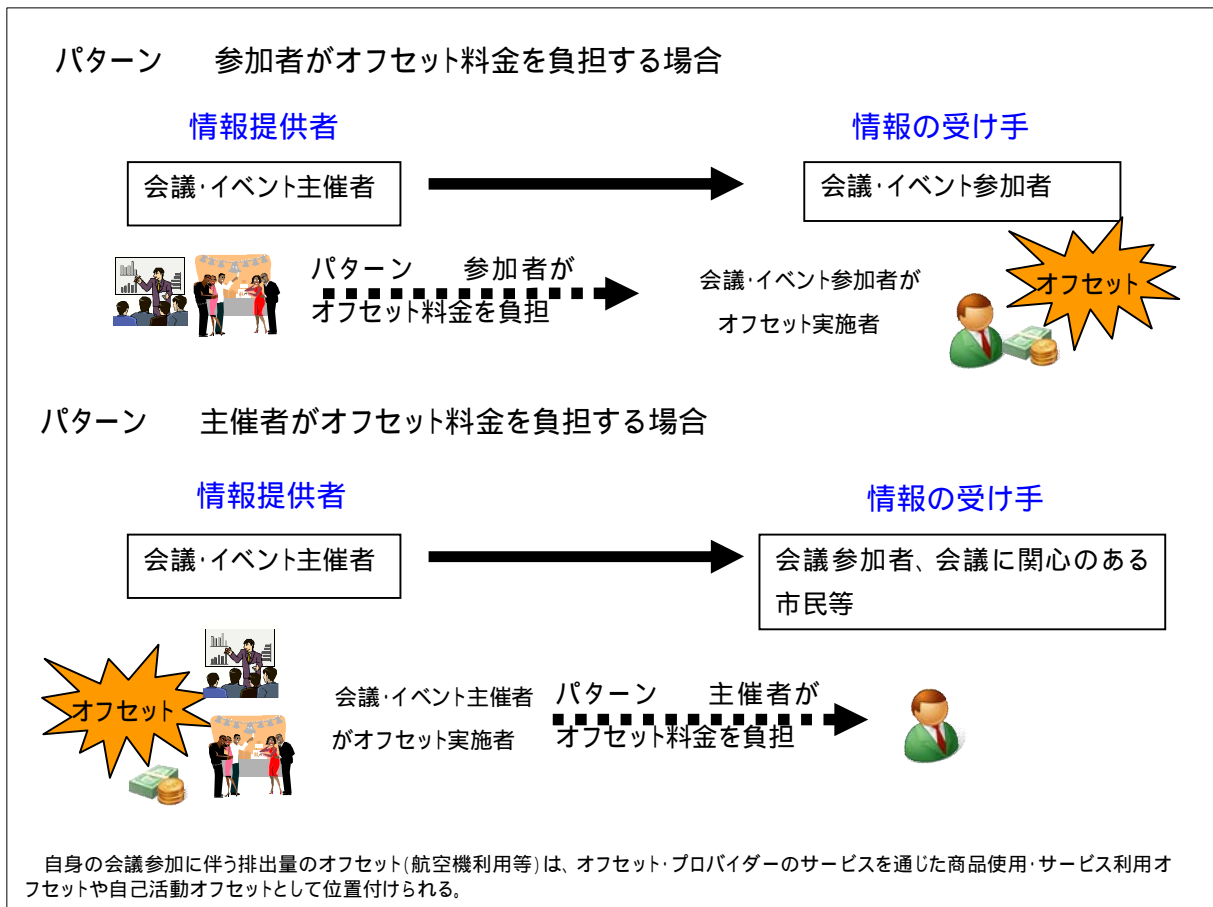 パターン　参加者がオフセット料金を負担する場合
情報提供者
情報の受け手
会議・イベント主催者
会議・イベント参加者
パターン　参加者が
オフセット料金を負担
会議・イベント参加者が
オフセット実施者
オフセット
パターン　主催者がオフセット料金を負担する場合
情報提供者
情報の受け手
会議・イベント主催者
会議参加者、会議に関心のある
市民等
オフセット
会議・イベント主催者
がオフセット実施者
パターン　主催者が
オフセット料金を負担
自身の会議参加に伴う排出量のオフセット(航空機利用等)は、オフセット・プロバイダーのサービスを通じた商品使用・サービス利用オ
フセットや自己活動オフセットとして位置付けられる。